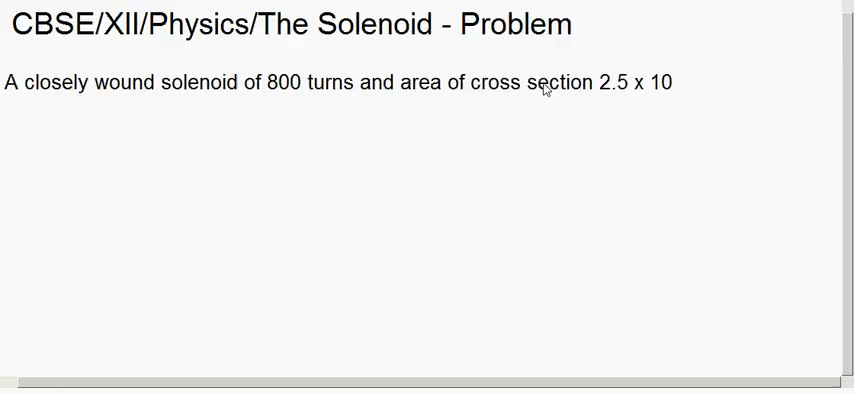 CBSE/XII/Physics/The Solenoid - Problem
A closely wound solenoid of 800 turns and area of cross section 2.5 x 10